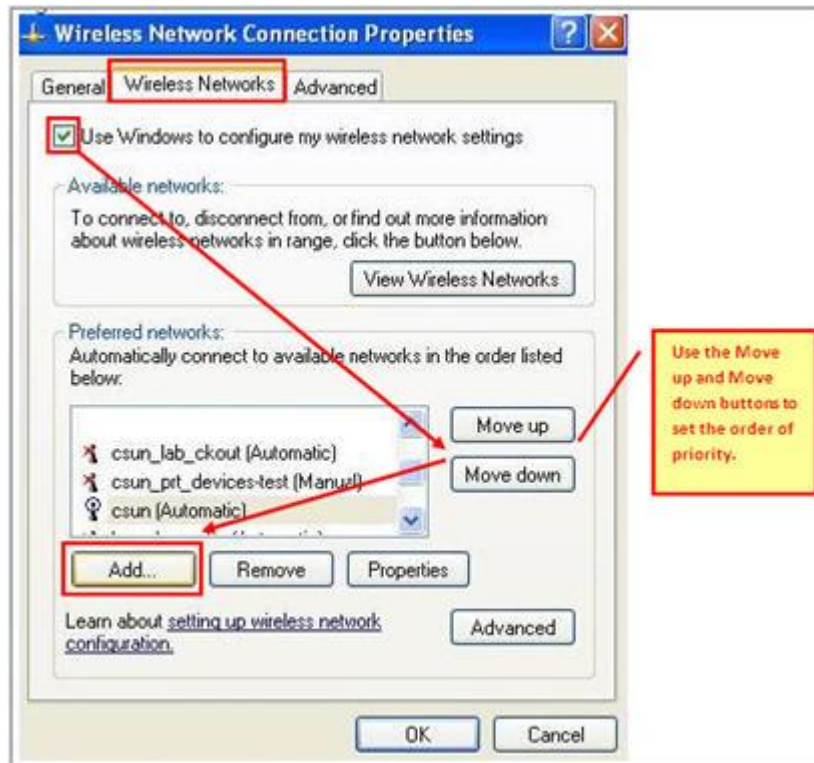 Wireless Network Connection Properties
General
Wireless Networks
Advanced
Use Windows to configure my wireless network settings
Available networks:
To connect to, disconnect from, or find out more information
about wireless networks in range, click the button below.
View Wireless Networks
Preferred networks:
Automatically connect to available networks in the order listed
below:
csun_lab_ckout (Automatic)
csun_prt_devices-test (Manual)
csun (Automatic)
Move up
Move down
Add...
Remove
Properties
Learn about setting up wireless network
configuration.
Advanced
OK
Cancel
Use the Move
up and Move
down buttons to
set the order of
priority.